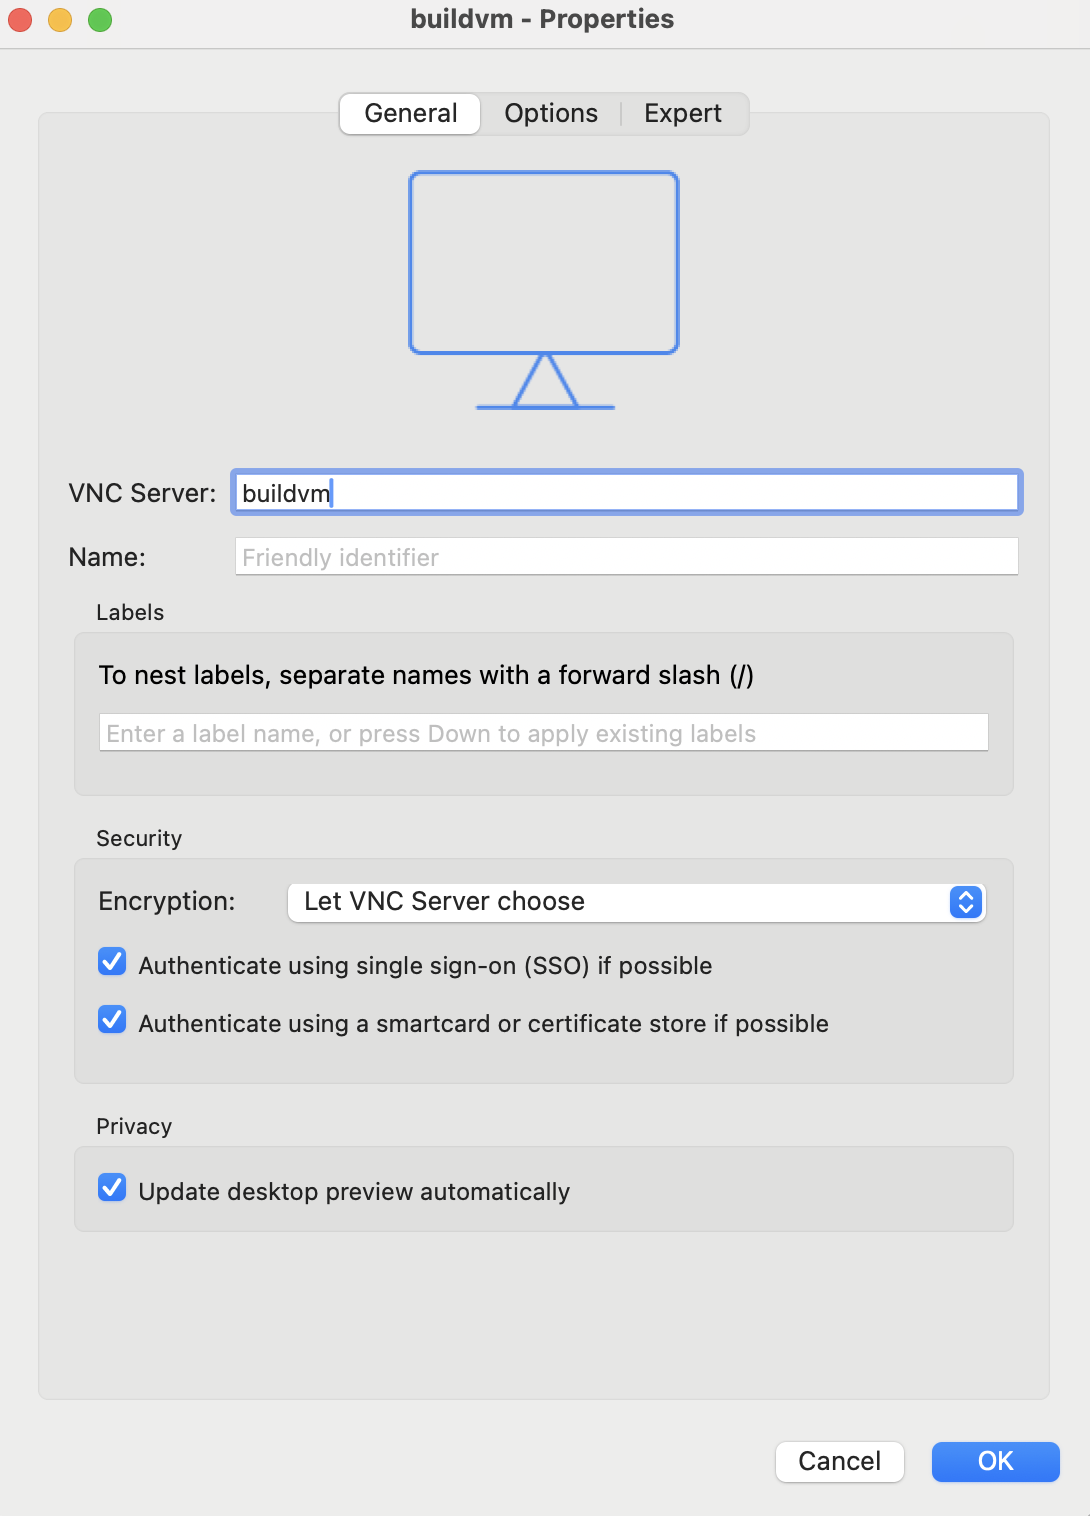 buildvm - Properties
General Options Expert
VNC Server: buildvm
Name: Friendly identifier
Labels
To nest labels, separate names with a forward slash (/)
Enter a label name, or press Down to apply existing labels
Security
Encryption: Let VNC Server choose
Authenticate using single sign-on (SSO) if possible
Authenticate using a smartcard or certificate store if possible
Privacy
Update desktop preview automatically
Cancel OK